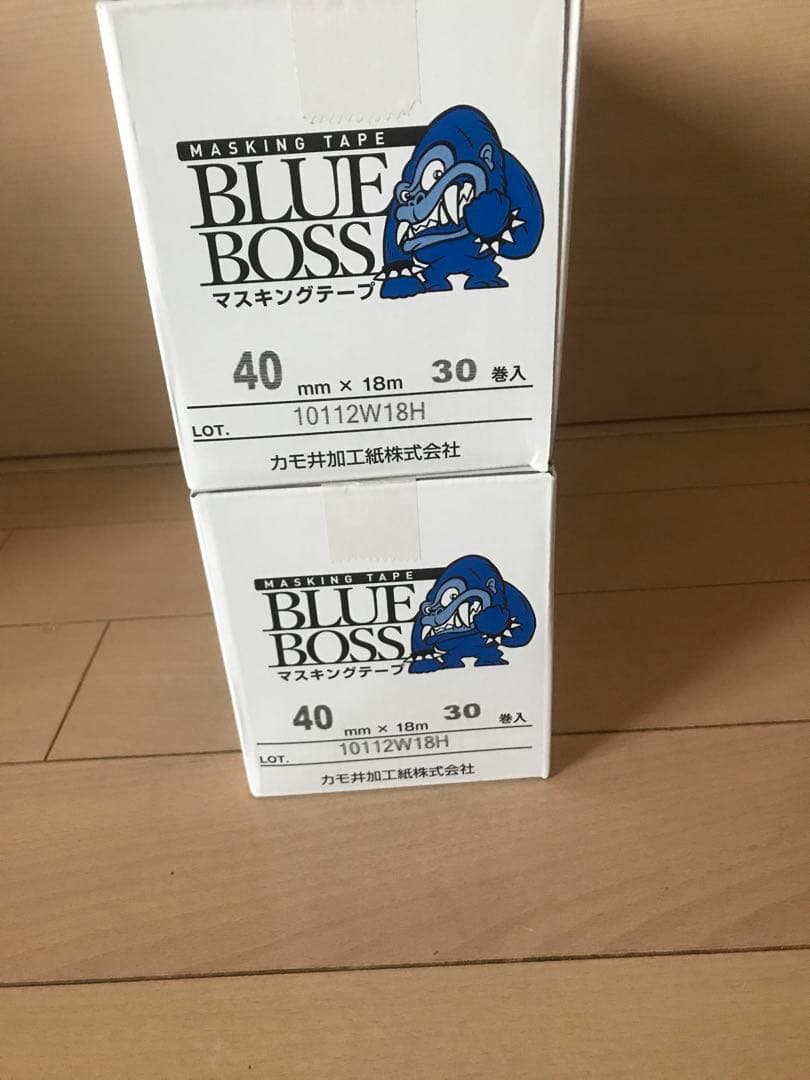 MASKING TAPE
BLUE
BOSS
マスキングテープ
40 mm × 18m 30 巻入
LOT. 10112W18H
カモ井加工紙株式会社
MASKING TAPE
BLUE
BOSS
マスキングテープ
40 mm × 18m 30 巻入
LOT. 10112W18H
カモ井加工紙株式会社